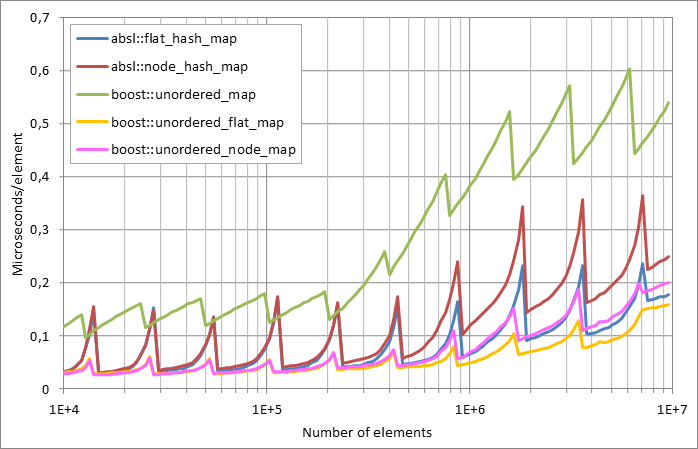 0,7
0,6
0,5
0,4
0,3
0,2
0,1
0
Microseconds/element
absl::flat_hash_map
absl::node_hash_map
boost::unordered_map
boost::unordered_flat_map
boost::unordered_node_map
1E+4
1E+5
1E+6
1E+7
Number of elements